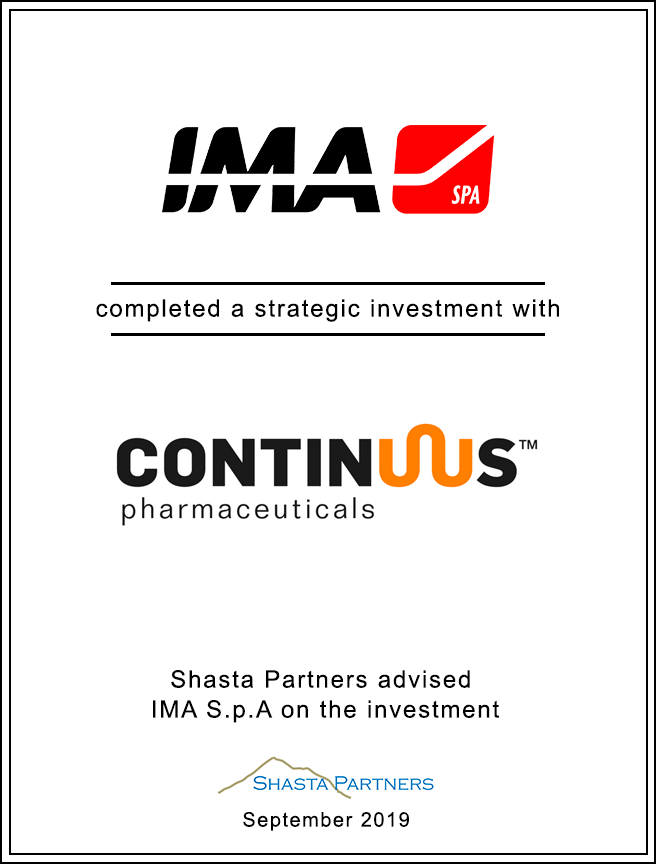 IMA
SPA
completed a strategic investment with
CONTINUUS™
pharmaceuticals
Shasta Partners advised
IMA S.p.A on the investment
SHASTA PARTNERS
September 2019